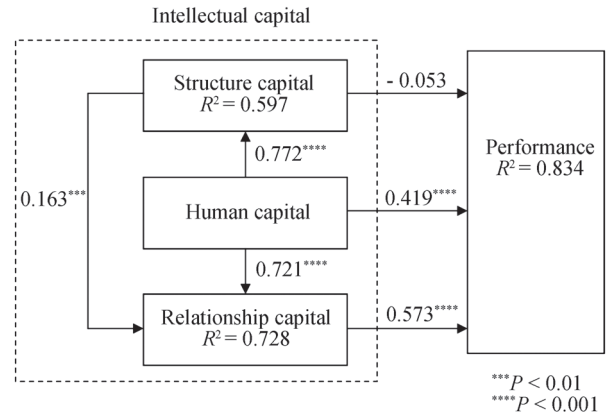 Intellectual capital
Structure capital
R² = 0.597
- 0.053
0.772****
Performance
R² = 0.834
0.163***
Human capital
0.419****
0.721****
Relationship capital
R² = 0.728
0.573****
***P < 0.01
****P < 0.001